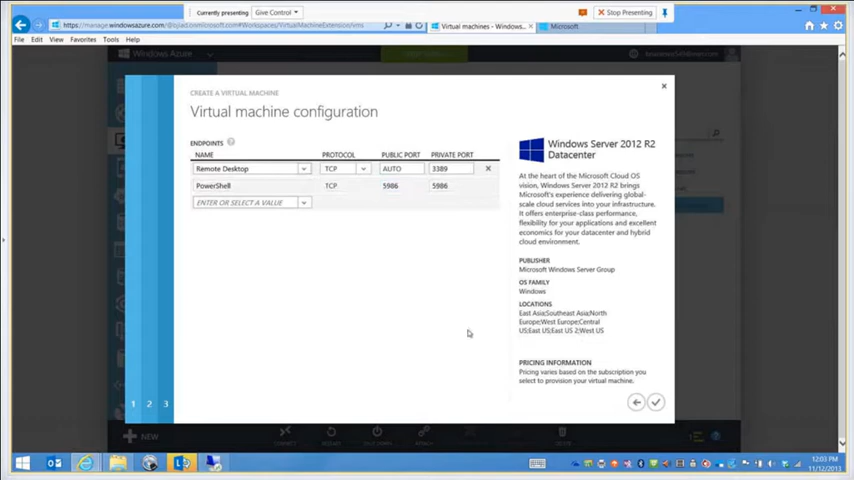 Currently presenting
Give Control
Stop Presenting
Virtual machines - Windows...
Microsoft
File Edit View Favorites Tools Help
Windows Azure
CREATE A VIRTUAL MACHINE
Virtual machine configuration
ENDPOINTS ?
NAME PROTOCOL PUBLIC PORT PRIVATE PORT
Remote Desktop TCP AUTO 3389
PowerShell TCP 5986 5986
ENTER OR SELECT A VALUE
Windows Server 2012 R2
Datacenter
At the heart of the Microsoft Cloud OS
vision, Windows Server 2012 R2 brings
Microsoft's experience delivering global-
scale cloud services into your infrastructure.
It offers enterprise-class performance,
flexibility for your applications and excellent
economics for your datacenter and hybrid
cloud environment.
PUBLISHER
Microsoft Windows Server Group
OS FAMILY
Windows
LOCATIONS
East Asia;Southeast Asia;North
Europe;West Europe;Central
US;East US;East US 2;West US
PRICING INFORMATION
Pricing varies based on the subscription you
select to provision your virtual machine.
1 2 3
NEW
CONNECT
12:03 PM
11/12/2013